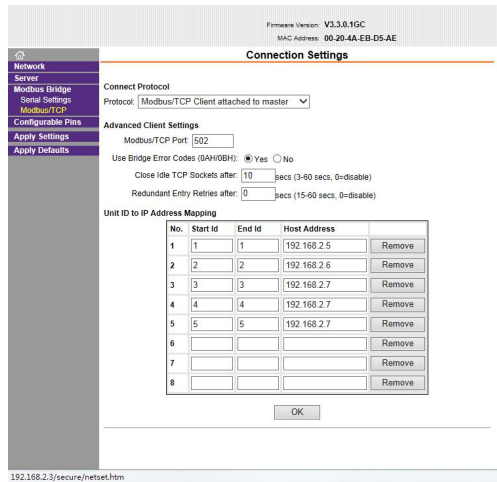 Firmware Version: V3.3.0.1GC
MAC Address: 00-20-4A-EB-D5-AE
Connection Settings
Network
Server
Modbus Bridge
Serial Settings
Modbus/TCP
Configurable Pins
Apply Settings
Apply Defaults
Connect Protocol
Protocol: Modbus/TCP Client attached to master
Advanced Client Settings
Modbus/TCP Port: 502
Use Bridge Error Codes (0AH/0BH): Yes No
Close Idle TCP Sockets after: 10 secs (3-60 secs, 0=disable)
Redundant Entry Retries after: 0 secs (15-60 secs, 0=disable)
Unit ID to IP Address Mapping
No. Start Id End Id Host Address
1 1 1 192.168.2.5 Remove
2 2 2 192.168.2.6 Remove
3 3 3 192.168.2.7 Remove
4 4 4 192.168.2.7 Remove
5 5 5 192.168.2.7 Remove
6 Remove
7 Remove
8 Remove
OK
192.168.2.3/secure/netset.htm